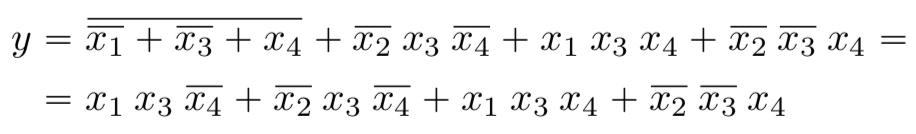 y = \overline{\overline{x_1} + \overline{x_3} + x_4} + \overline{x_2} x_3 \overline{x_4} + x_1 x_3 x_4 + \overline{x_2} \overline{x_3} x_4 =
= x_1 x_3 \overline{x_4} + \overline{x_2} x_3 \overline{x_4} + x_1 x_3 x_4 + \overline{x_2} \overline{x_3} x_4